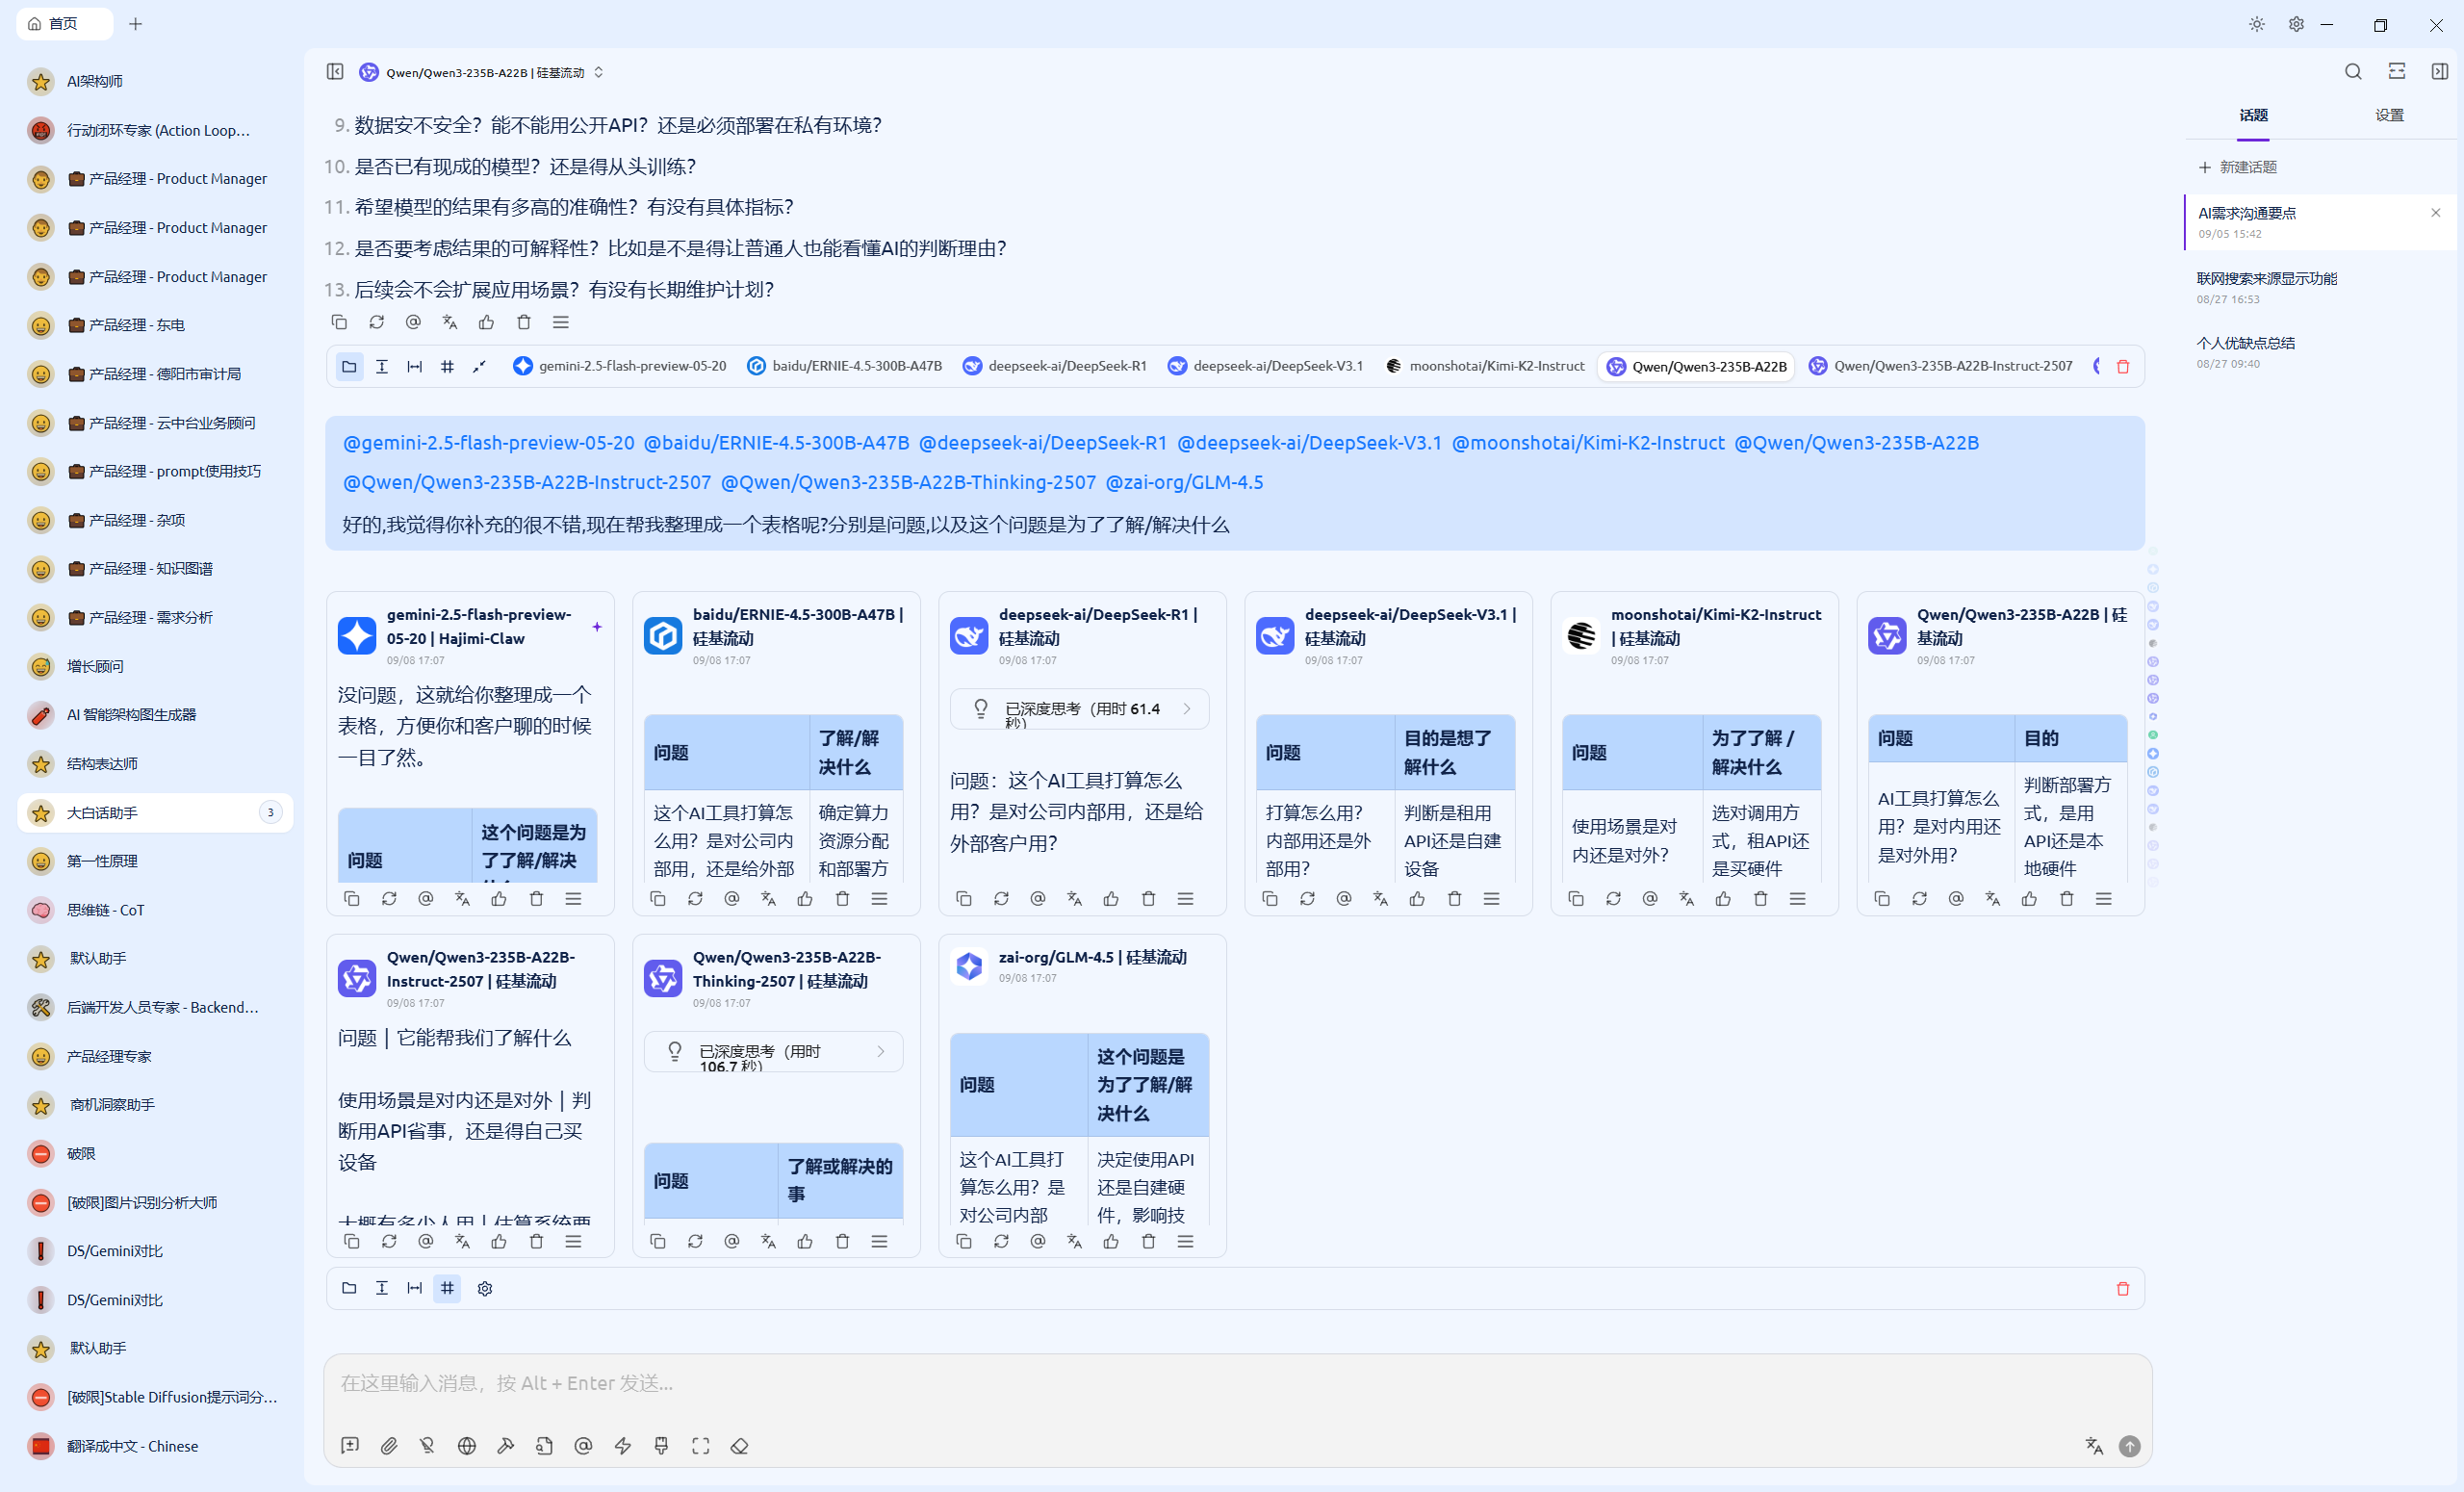 首页
AI架构师
行动闭环专家 (Action Loop...
产品经理 - Product Manager
产品经理 - Product Manager
产品经理 - Product Manager
产品经理 - 东电
产品经理 - 德阳市审计局
产品经理 - 云中台业务顾问
产品经理 - prompt使用技巧
产品经理 - 杂项
产品经理 - 知识图谱
产品经理 - 需求分析
增长顾问
AI 智能架构图生成器
结构表达师
大白话助手
3
第一性原理
思维链 - CoT
默认助手
后端开发人员专家 - Backend...
产品经理专家
商机洞察助手
破限
[破限]图片识别分析大师
DS/Gemini对比
DS/Gemini对比
默认助手
[破限]Stable Diffusion提示词分...
翻译成中文 - Chinese
Qwen/Qwen3-235B-A22B | 硅基流动
9. 数据安不安全？能不能用公开API？还是必须部署在私有环境？
10. 是否已有现成的模型？还是得从头训练？
11. 希望模型的结果有多高的准确性？有没有具体指标？
12. 是否要考虑结果的可解释性？比如是不是得让普通人也能看懂AI的判断理由？
13. 后续会不会扩展应用场景？有没有长期维护计划？
gemini-2.5-flash-preview-05-20
baidu/ERNIE-4.5-300B-A47B
deepseek-ai/DeepSeek-R1
deepseek-ai/DeepSeek-V3.1
moonshotai/Kimi-K2-Instruct
Qwen/Qwen3-235B-A22B
Qwen/Qwen3-235B-A22B-Instruct-2507
@gemini-2.5-flash-preview-05-20 @baidu/ERNIE-4.5-300B-A47B @deepseek-ai/DeepSeek-R1 @deepseek-ai/DeepSeek-V3.1 @moonshotai/Kimi-K2-Instruct @Qwen/Qwen3-235B-A22B
@Qwen/Qwen3-235B-A22B-Instruct-2507 @Qwen/Qwen3-235B-A22B-Thinking-2507 @zai-org/GLM-4.5
好的,我觉得你补充的很不错,现在帮我整理成一个表格呢?分别是问题,以及这个问题是为了了解/解决什么
gemini-2.5-flash-preview-
05-20 | Hajimi-Claw
09/08 17:07
没问题，这就给你整理成一个
表格，方便你和客户聊的时候
一目了然。
问题
这个问题是为
了了解/解决
什么
baidu/ERNIE-4.5-300B-A47B |
硅基流动
09/08 17:07
问题
了解/解
决什么
这个AI工具打算怎
么用？是对公司内
部用，还是给外部
确定算力
资源分配
和部署方
deepseek-ai/DeepSeek-R1 |
硅基流动
09/08 17:07
已深度思考（用时 61.4
秒）
问题：这个AI工具打算怎么
用？是对公司内部用，还是给
外部客户用？
deepseek-ai/DeepSeek-V3.1 |
硅基流动
09/08 17:07
问题
目的是想了
解什么
打算怎么用？
内部用还是外
部用？
判断是租用
API还是自建
设备
moonshotai/Kimi-K2-Instruct
| 硅基流动
09/08 17:07
问题
为了了解 /
解决什么
使用场景是对
内还是对外？
选对调用方
式，租API还
是买硬件
Qwen/Qwen3-235B-A22B | 硅
基流动
09/08 17:07
问题
目的
AI工具打算怎么
用？是对内用还
是对外用？
判断部署方
式，是用
API还是本
地硬件
Qwen/Qwen3-235B-A22B-
Instruct-2507 | 硅基流动
09/08 17:07
问题 | 它能帮我们了解什么
使用场景是对内还是对外 | 判
断用API省事，还是得自己买
设备
大概有多少人用 | 估算系统要
Qwen/Qwen3-235B-A22B-
Thinking-2507 | 硅基流动
09/08 17:07
已深度思考（用时
106.7 秒）
问题
了解或解决的
事
zai-org/GLM-4.5 | 硅基流动
09/08 17:07
问题
这个问题是
为了了解/解
决什么
这个AI工具打
算怎么用？是
对公司内部
决定使用API
还是自建硬
件，影响技
在这里输入消息，按 Alt + Enter 发送...
话题
设置
新建话题
AI需求沟通要点
09/05 15:42
联网搜索来源显示功能
08/27 16:53
个人优缺点总结
08/27 09:40